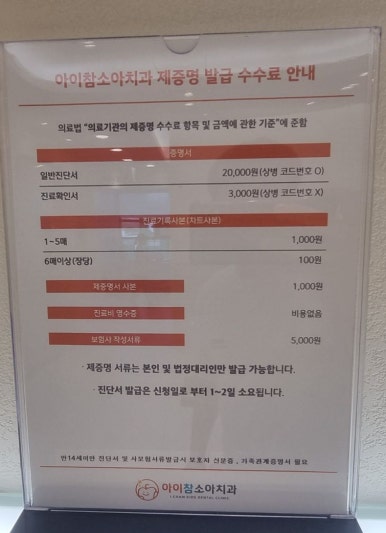 아이참소아치과 제증명 발급 수수료 안내
의료법 "의료기관의 제증명 수수료 항목 및 금액에 관한 기준"에 준함
증명서
일반진단서 20,000원(상병 코드번호 O)
진료확인서 3,000원(상병 코드번호 X)
진료기록사본(차트사본)
1~5매 1,000원
6매이상(장당) 100원
제증명서 사본 1,000원
진료비 영수증 비용없음
보험사 작성서류 5,000원
· 제증명 서류는 본인 및 법정대리인만 발급 가능합니다.
· 진단서 발급은 신청일로 부터 1~2일 소요됩니다.
만14세미만 진단서 및 사보험서류발급시 보호자 신분증, 가족관계증명서 필요
아이참소아치과
I CHAM KIDS DENTAL CLINIC